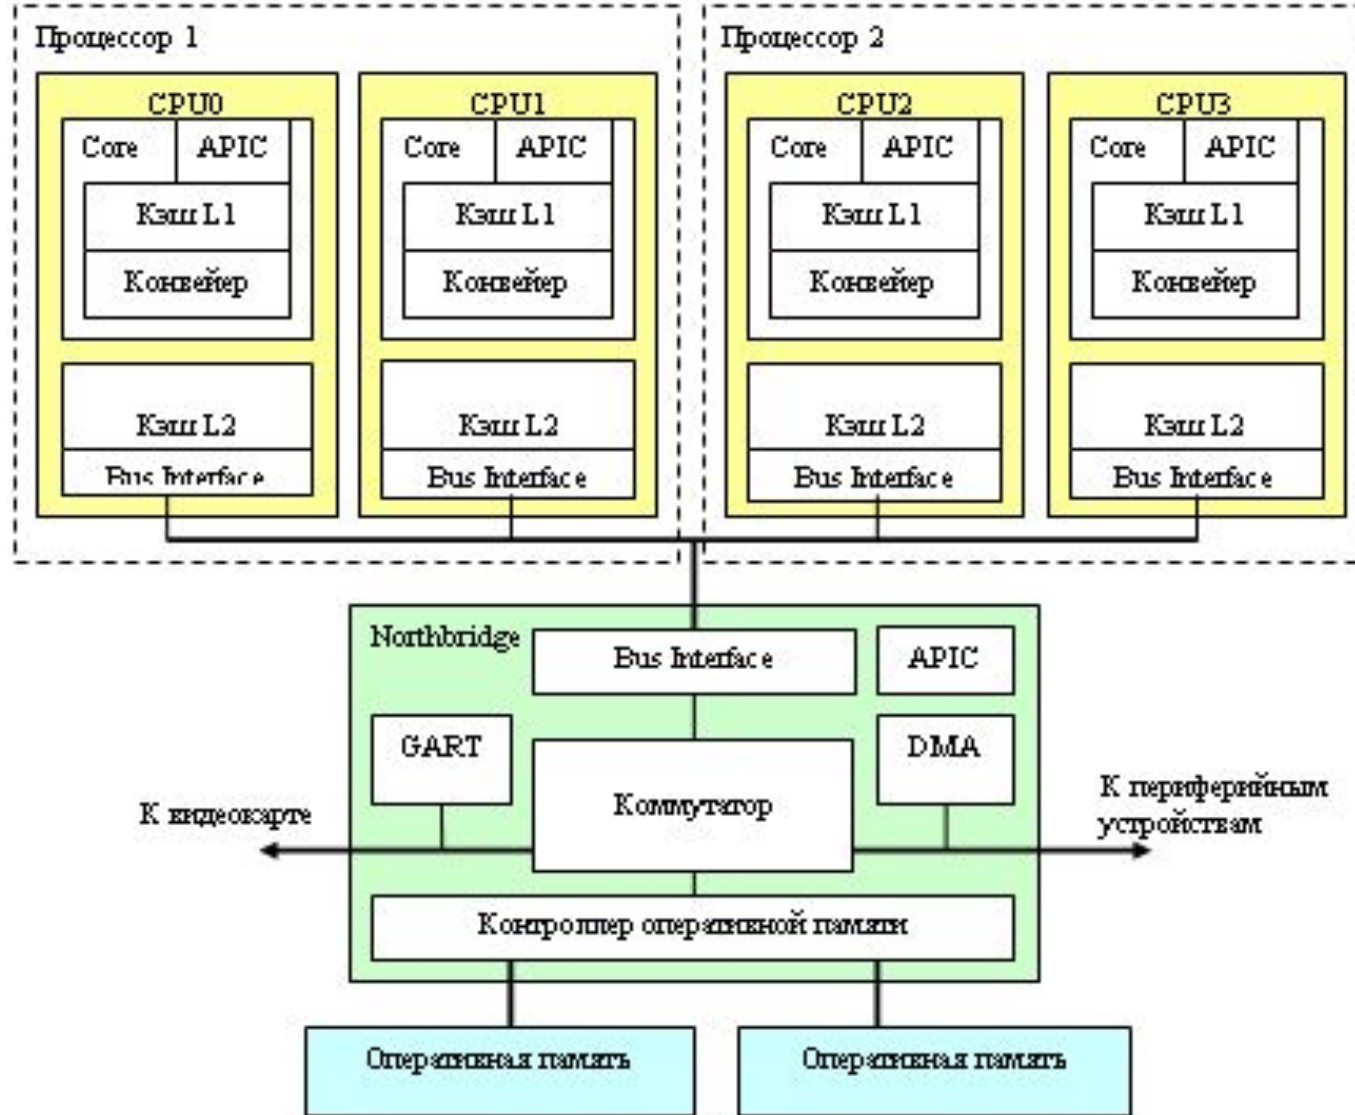 Процессор 1
Процессор 2
CPU0
CPU1
CPU2
CPU3
Core
APIC
Core
APIC
Core
APIC
Core
APIC
Кэш L1
Кэш L1
Кэш L1
Кэш L1
Конвейер
Конвейер
Конвейер
Конвейер
Кэш L2
Кэш L2
Кэш L2
Кэш L2
Bus Interface
Bus Interface
Bus Interface
Bus Interface
Northbridge
Bus Interface
APIC
GART
DMA
Коммутатор
К видеокарте
К периферийным
устройствам
Контроллер оперативной памяти
Оперативная память
Оперативная память